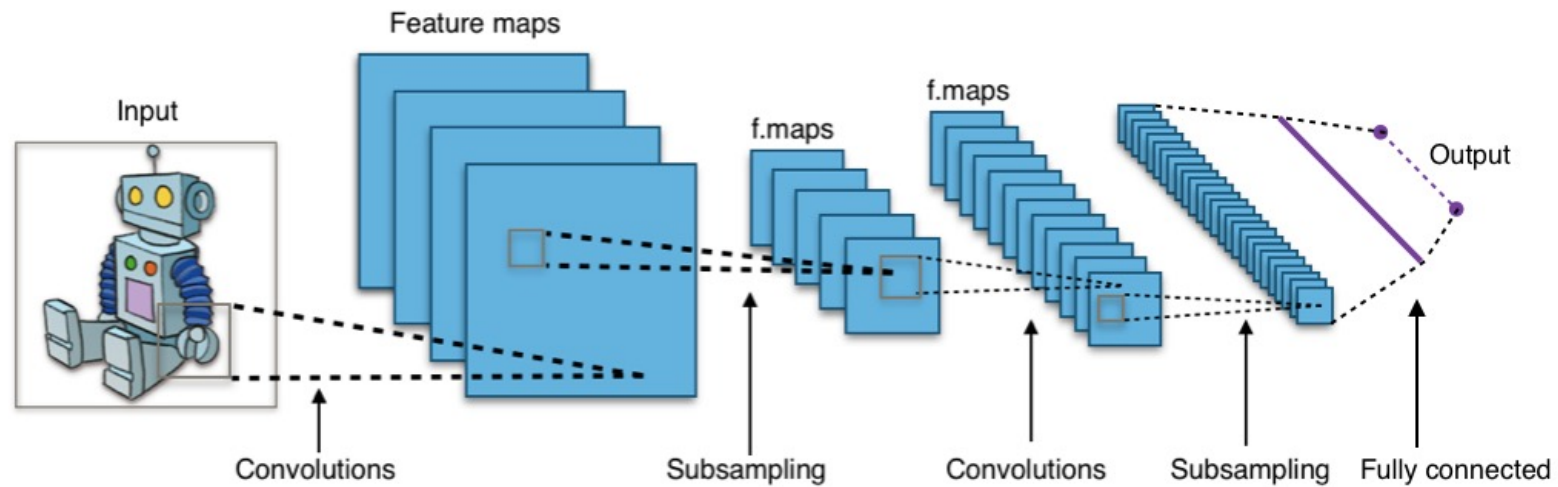 Feature maps
Input
f.maps
f.maps
Output
Convolutions
Subsampling
Convolutions
Subsampling
Fully connected